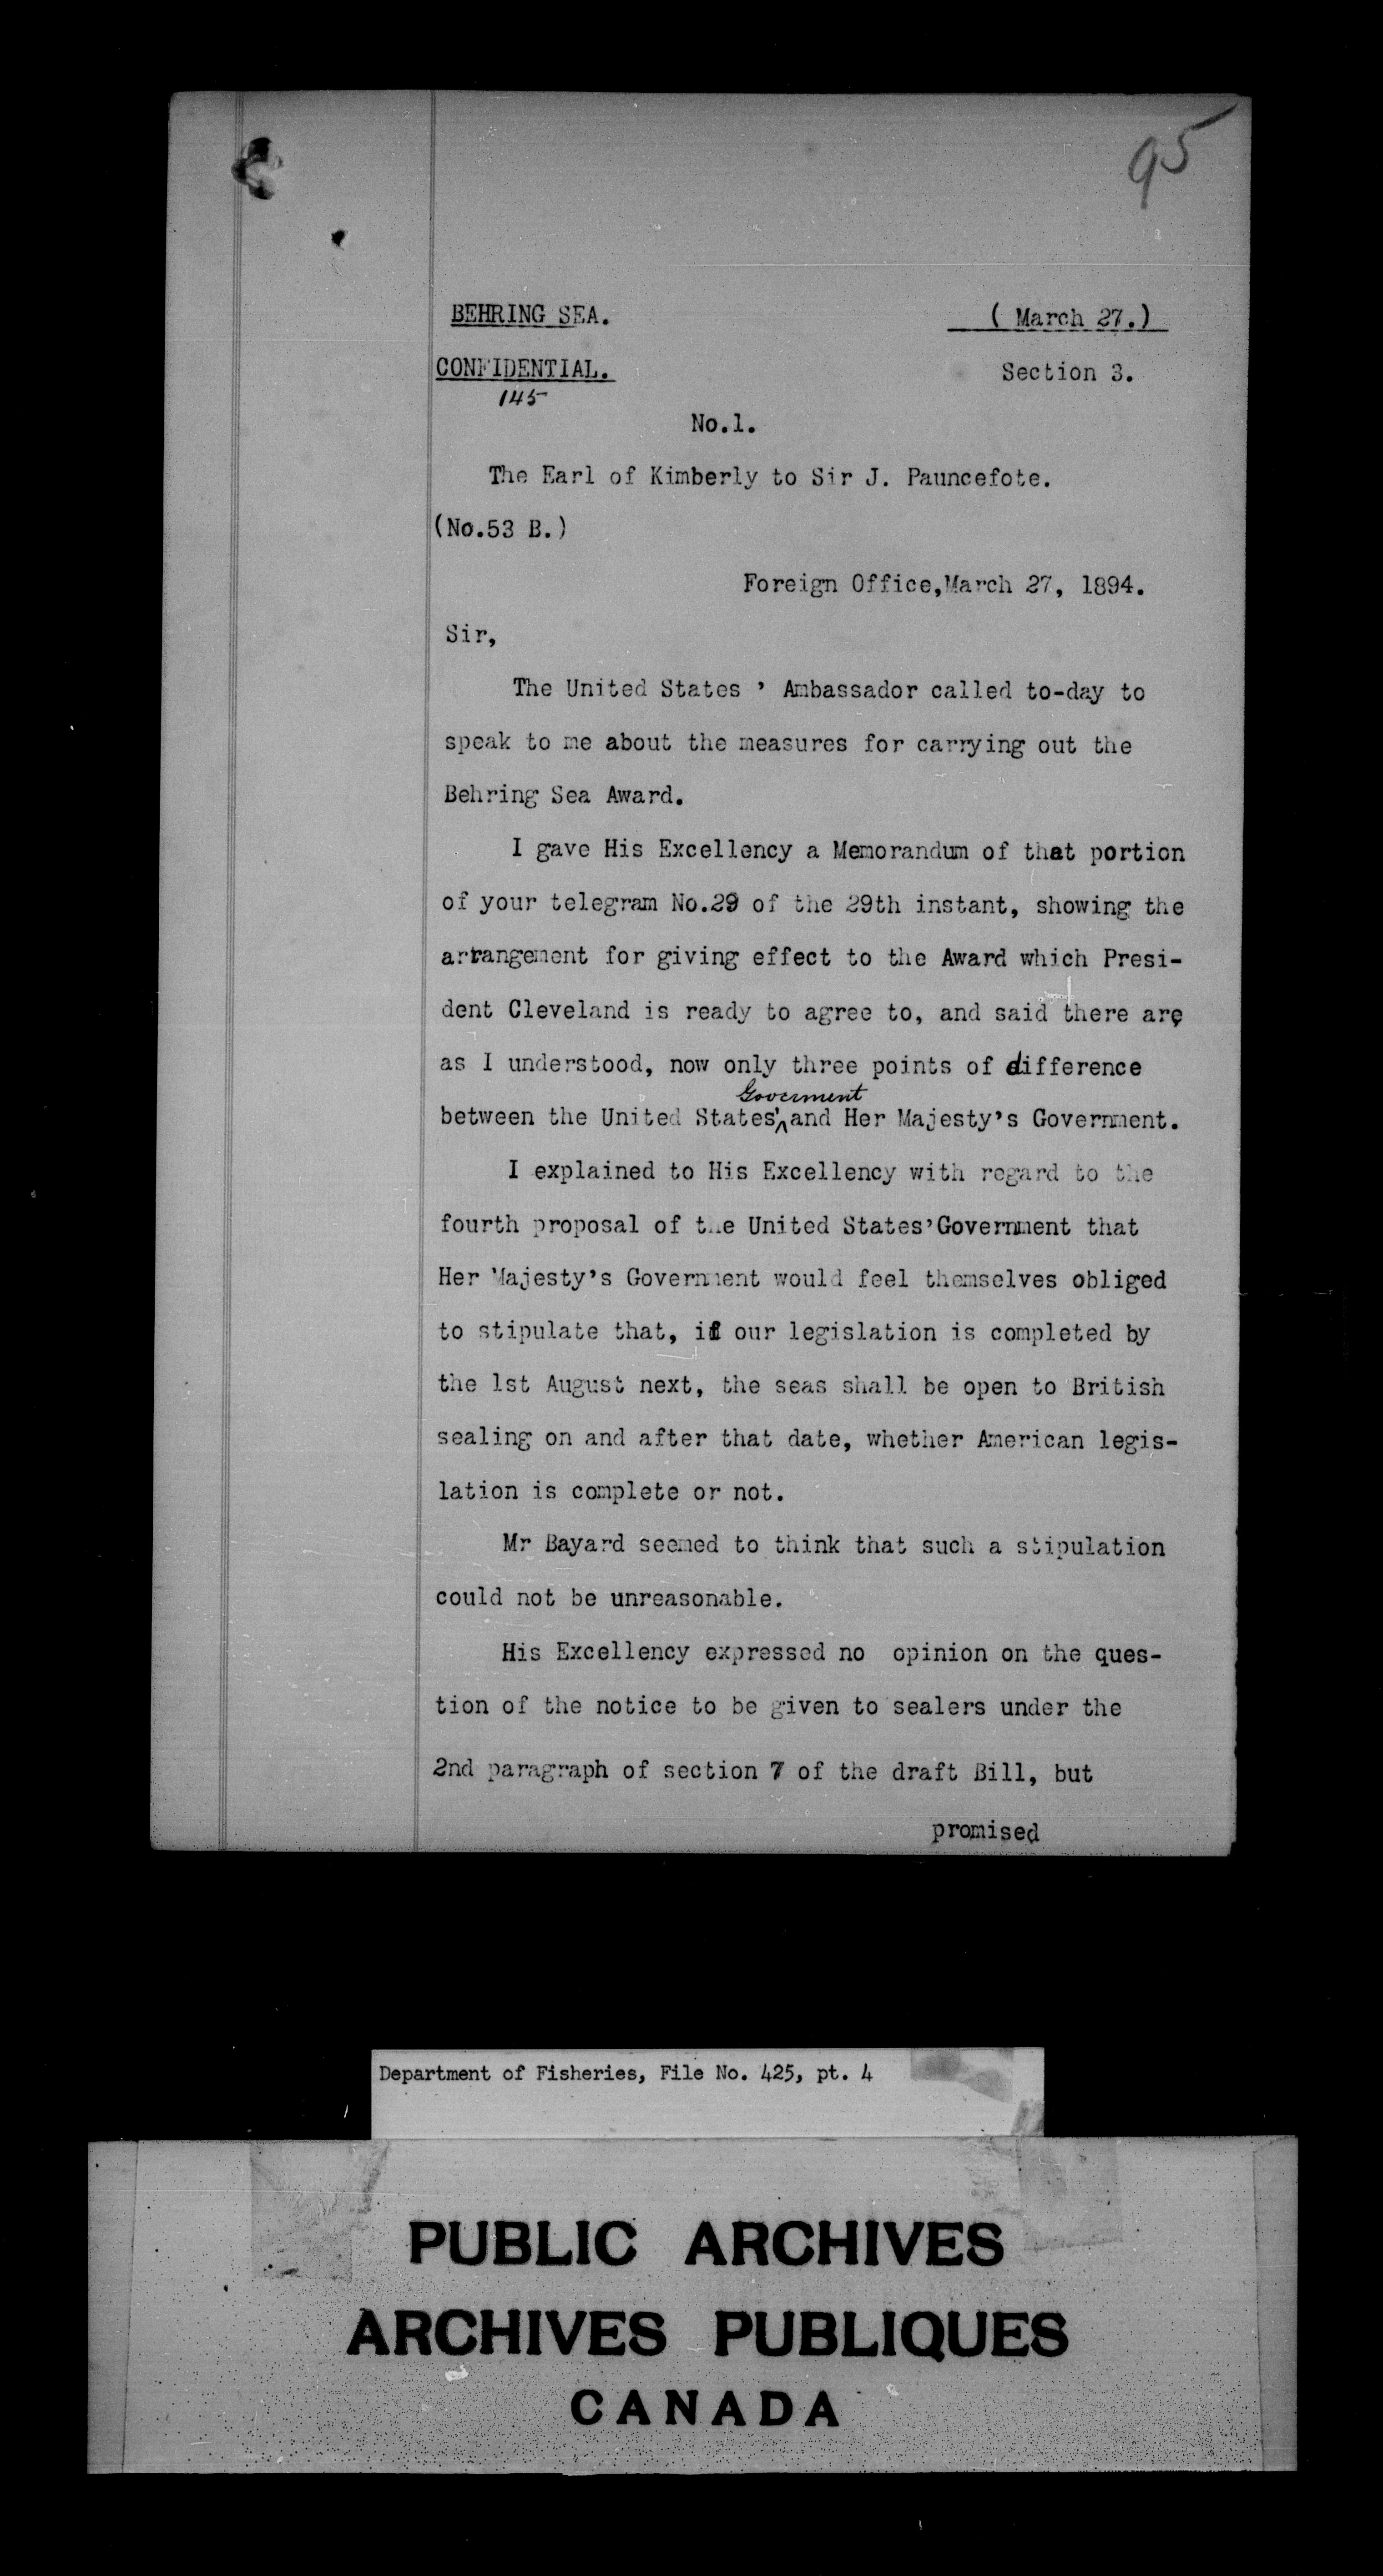 95
BEHRING SEA. ( March 27.)
CONFIDENTIAL. Section 3.
145
No.1.
The Earl of Kimberly to Sir J. Pauncefote.
(No.53 B.)
Foreign Office,March 27, 1894.
Sir,
The United States ' Ambassador called to-day to
speak to me about the measures for carrying out the
Behring Sea Award.
I gave His Excellency a Memorandum of that portion
of your telegram No.29 of the 29th instant, showing the
arrangement for giving effect to the Award which Presi-
dent Cleveland is ready to agree to, and said there are
as I understood, now only three points of difference
Government
between the United States'^and Her Majesty's Government.
I explained to His Excellency with regard to the
fourth proposal of the United States'Government that
Her Majesty's Government would feel themselves obliged
to stipulate that, if our legislation is completed by
the 1st August next, the seas shall be open to British
sealing on and after that date, whether American legis-
lation is complete or not.
Mr Bayard seemed to think that such a stipulation
could not be unreasonable.
His Excellency expressed no opinion on the ques-
tion of the notice to be given to sealers under the
2nd paragraph of section 7 of the draft Bill, but
promised
Department of Fisheries, File No. 425, pt. 4
PUBLIC ARCHIVES
ARCHIVES PUBLIQUES
CANADA